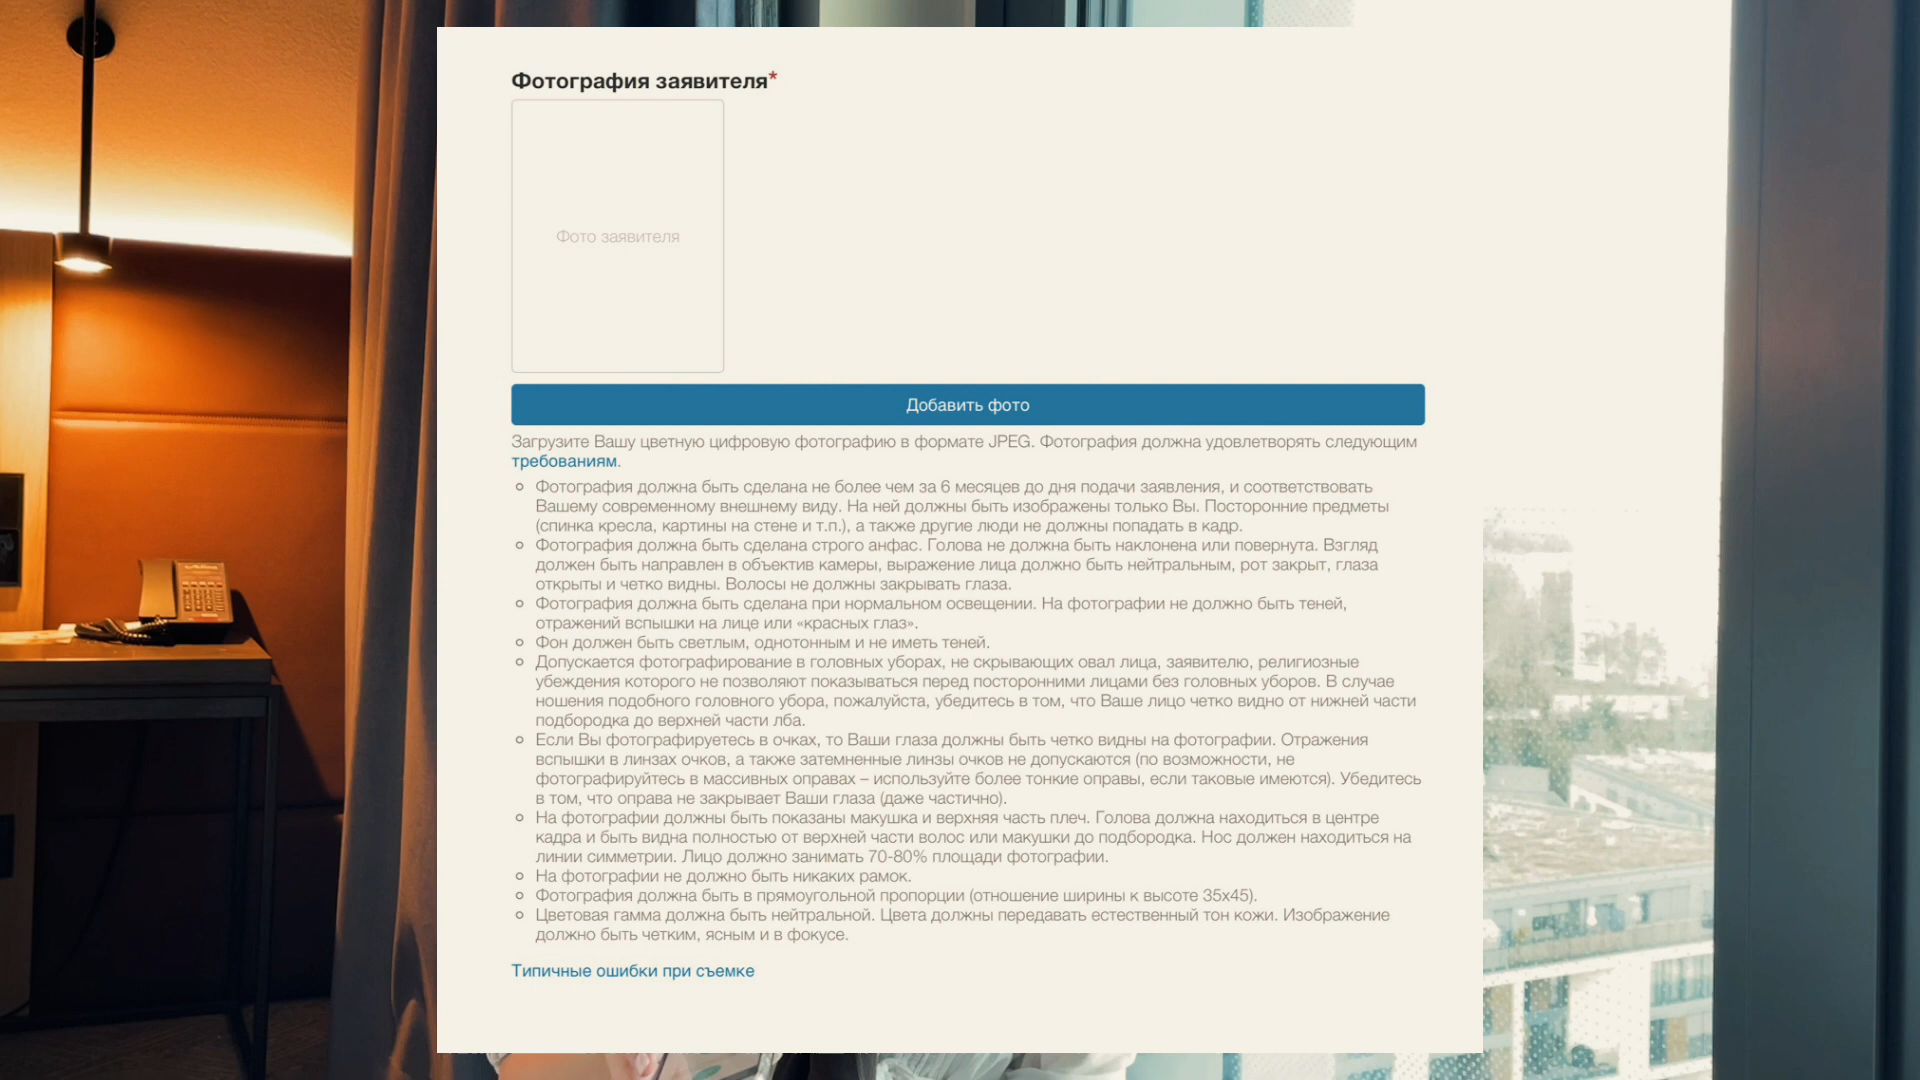 Фотография заявителя*
Фото заявителя
Добавить фото
Загрузите Вашу цветную цифровую фотографию в формате JPEG. Фотография должна удовлетворять следующим
требованиям.
Фотография должна быть сделана не более чем за 6 месяцев до дня подачи заявления, и соответствовать
Вашему современному внешнему виду. На ней должны быть изображены только Вы. Посторонние предметы
(спинка кресла, картины на стене и т.п.), а также другие люди не должны попадать в кадр.
Фотография должна быть сделана строго анфас. Голова не должна быть наклонена или повернута. Взгляд
должен быть направлен в объектив камеры, выражение лица должно быть нейтральным, рот закрыт, глаза
открыты и четко видны. Волосы не должны закрывать глаза.
Фотография должна быть сделана при нормальном освещении. На фотографии не должно быть теней,
отражений вспышки на лице или «красных глаз».
Фон должен быть светлым, однотонным и не иметь теней.
Допускается фотографирование в головных уборах, не скрывающих овал лица, заявителю, религиозные
убеждения которого не позволяют показываться перед посторонними лицами без головных уборов. В случае
ношения подобного головного убора, пожалуйста, убедитесь в том, что Ваше лицо четко видно от нижней части
подбородка до верхней части лба.
Если Вы фотографируетесь в очках, то Ваши глаза должны быть четко видны на фотографии. Отражения
вспышки в линзах очков, а также затемненные линзы очков не допускаются (по возможности, не
фотографируйтесь в массивных оправах – используйте более тонкие оправы, если таковые имеются). Убедитесь
в том, что оправа не закрывает Ваши глаза (даже частично).
На фотографии должны быть показаны макушка и верхняя часть плеч. Голова должна находиться в центре
кадра и быть видна полностью от верхней части волос или макушки до подбородка. Нос должен находиться на
линии симметрии. Лицо должно занимать 70-80% площади фотографии.
На фотографии не должно быть никаких рамок.
Фотография должна быть в прямоугольной пропорции (отношение ширины к высоте 35x45).
Цветовая гамма должна быть нейтральной. Цвета должны передавать естественный тон кожи. Изображение
должно быть четким, ясным и в фокусе.
Типичные ошибки при съемке